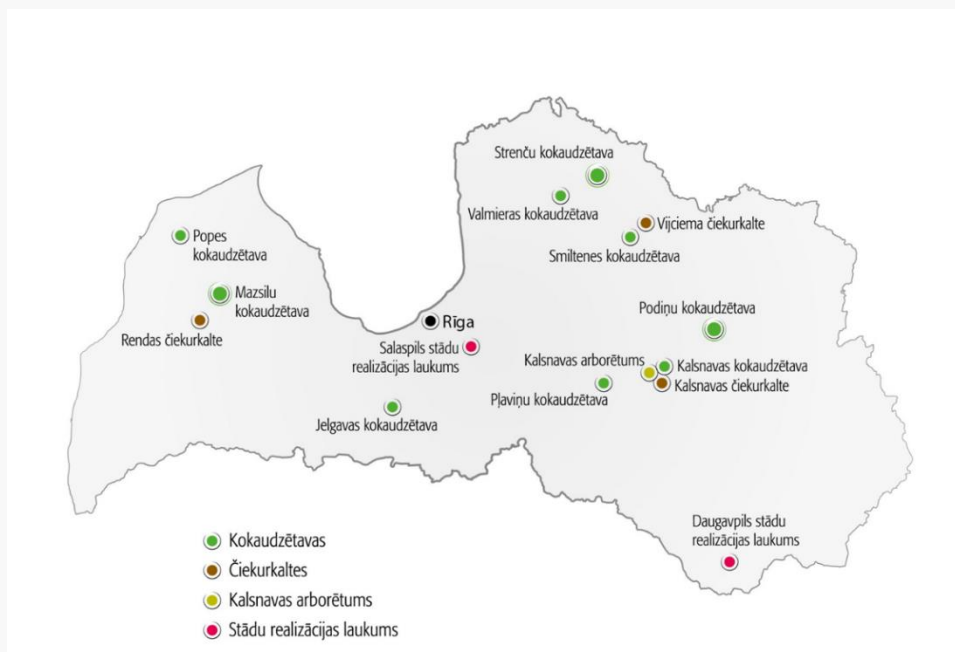 Strenču kokaudzētava
Valmieras kokaudzētava
Vijciema čiekurkalte
Smiltenes kokaudzētava
Popes
kokaudzētava
Mazsilu
kokaudzētava
Rendas čiekurkalte
Rīga
Salaspils stādu
realizācijas laukums
Podiņu kokaudzētava
Kalsnavas arborētums
Kalsnavas kokaudzētava
Kalsnavas čiekurkalte
Pļaviņu kokaudzētava
Jelgavas kokaudzētava
Daugavpils stādu
realizācijas laukums
Kokaudzētavas
Čiekurkaltes
Kalsnavas arborētums
Stādu realizācijas laukums